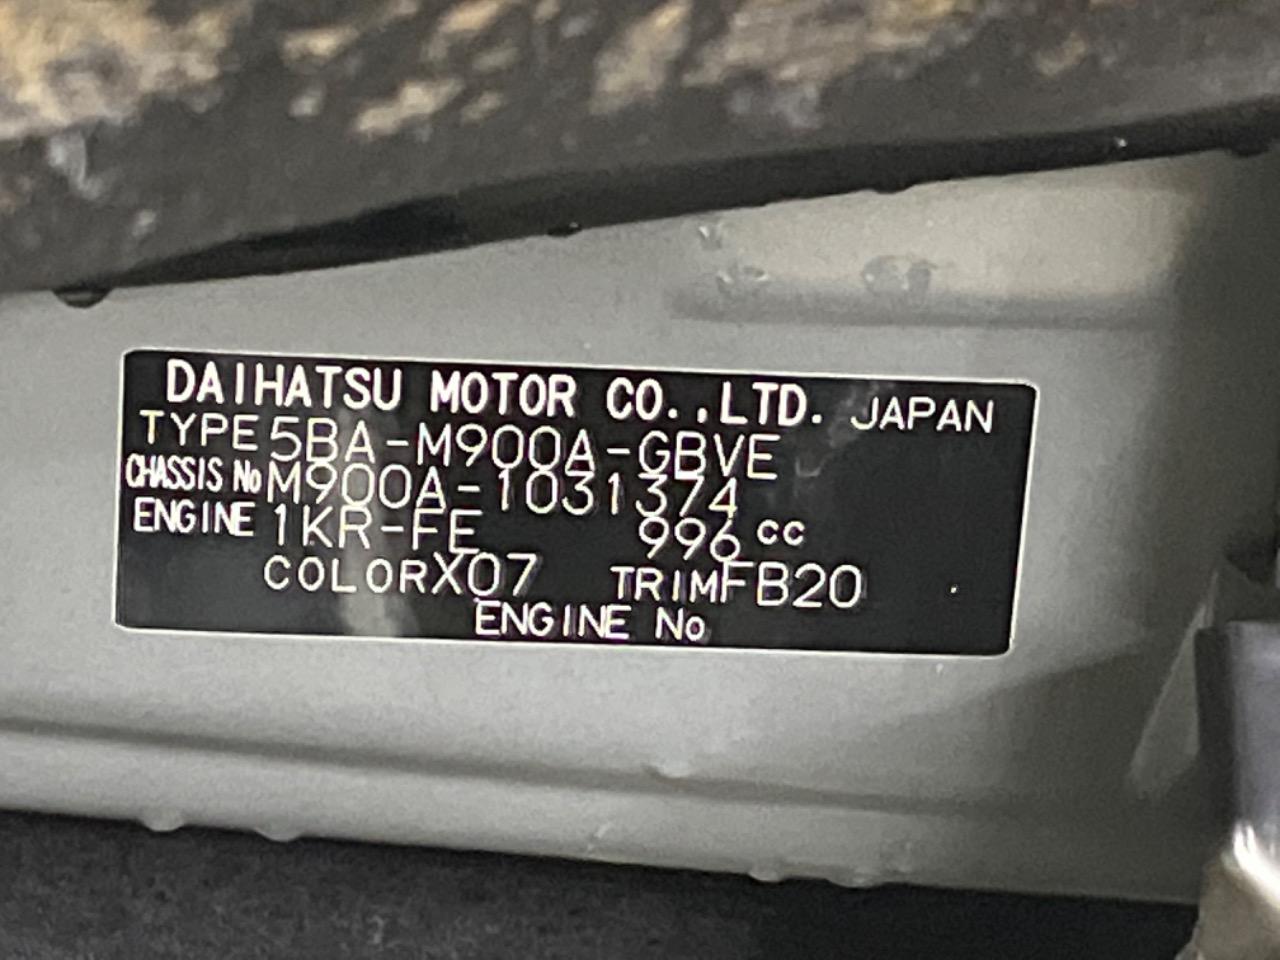 DAIHATSU MOTOR CO.,LTD. JAPAN
TYPE 5BA-M900A-GBVE
CHASSIS No M900A-1031374
ENGINE 1KR-FE 996 cc
COLOR X07 TRIM FB20
ENGINE No